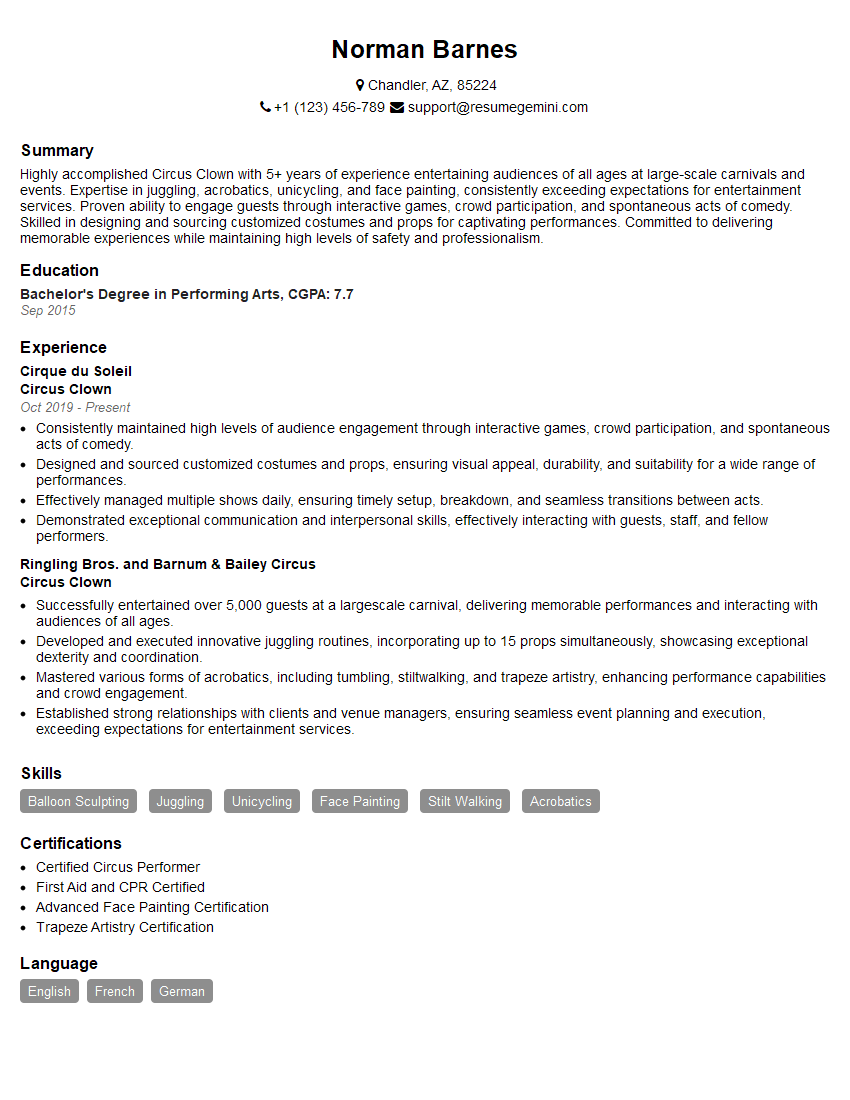 Norman Barnes
Chandler, AZ, 85224
+1 (123) 456-789 support@resumegemini.com
Summary
Highly accomplished Circus Clown with 5+ years of experience entertaining audiences of all ages at large-scale carnivals and
events. Expertise in juggling, acrobatics, unicycling, and face painting, consistently exceeding expectations for entertainment
services. Proven ability to engage guests through interactive games, crowd participation, and spontaneous acts of comedy.
Skilled in designing and sourcing customized costumes and props for captivating performances. Committed to delivering
memorable experiences while maintaining high levels of safety and professionalism.
Education
Bachelor's Degree in Performing Arts, CGPA: 7.7
Sep 2015
Experience
Cirque du Soleil
Circus Clown
Oct 2019 - Present
• Consistently maintained high levels of audience engagement through interactive games, crowd participation, and spontaneous
acts of comedy.
• Designed and sourced customized costumes and props, ensuring visual appeal, durability, and suitability for a wide range of
performances.
• Effectively managed multiple shows daily, ensuring timely setup, breakdown, and seamless transitions between acts.
• Demonstrated exceptional communication and interpersonal skills, effectively interacting with guests, staff, and fellow
performers.
Ringling Bros. and Barnum & Bailey Circus
Circus Clown
• Successfully entertained over 5,000 guests at a largescale carnival, delivering memorable performances and interacting with
audiences of all ages.
• Developed and executed innovative juggling routines, incorporating up to 15 props simultaneously, showcasing exceptional
dexterity and coordination.
• Mastered various forms of acrobatics, including tumbling, stiltwalking, and trapeze artistry, enhancing performance capabilities
and crowd engagement.
• Established strong relationships with clients and venue managers, ensuring seamless event planning and execution,
exceeding expectations for entertainment services.
Skills
Balloon Sculpting Juggling Unicycling Face Painting Stilt Walking Acrobatics
Certifications
• Certified Circus Performer
• First Aid and CPR Certified
• Advanced Face Painting Certification
• Trapeze Artistry Certification
Language
English French German